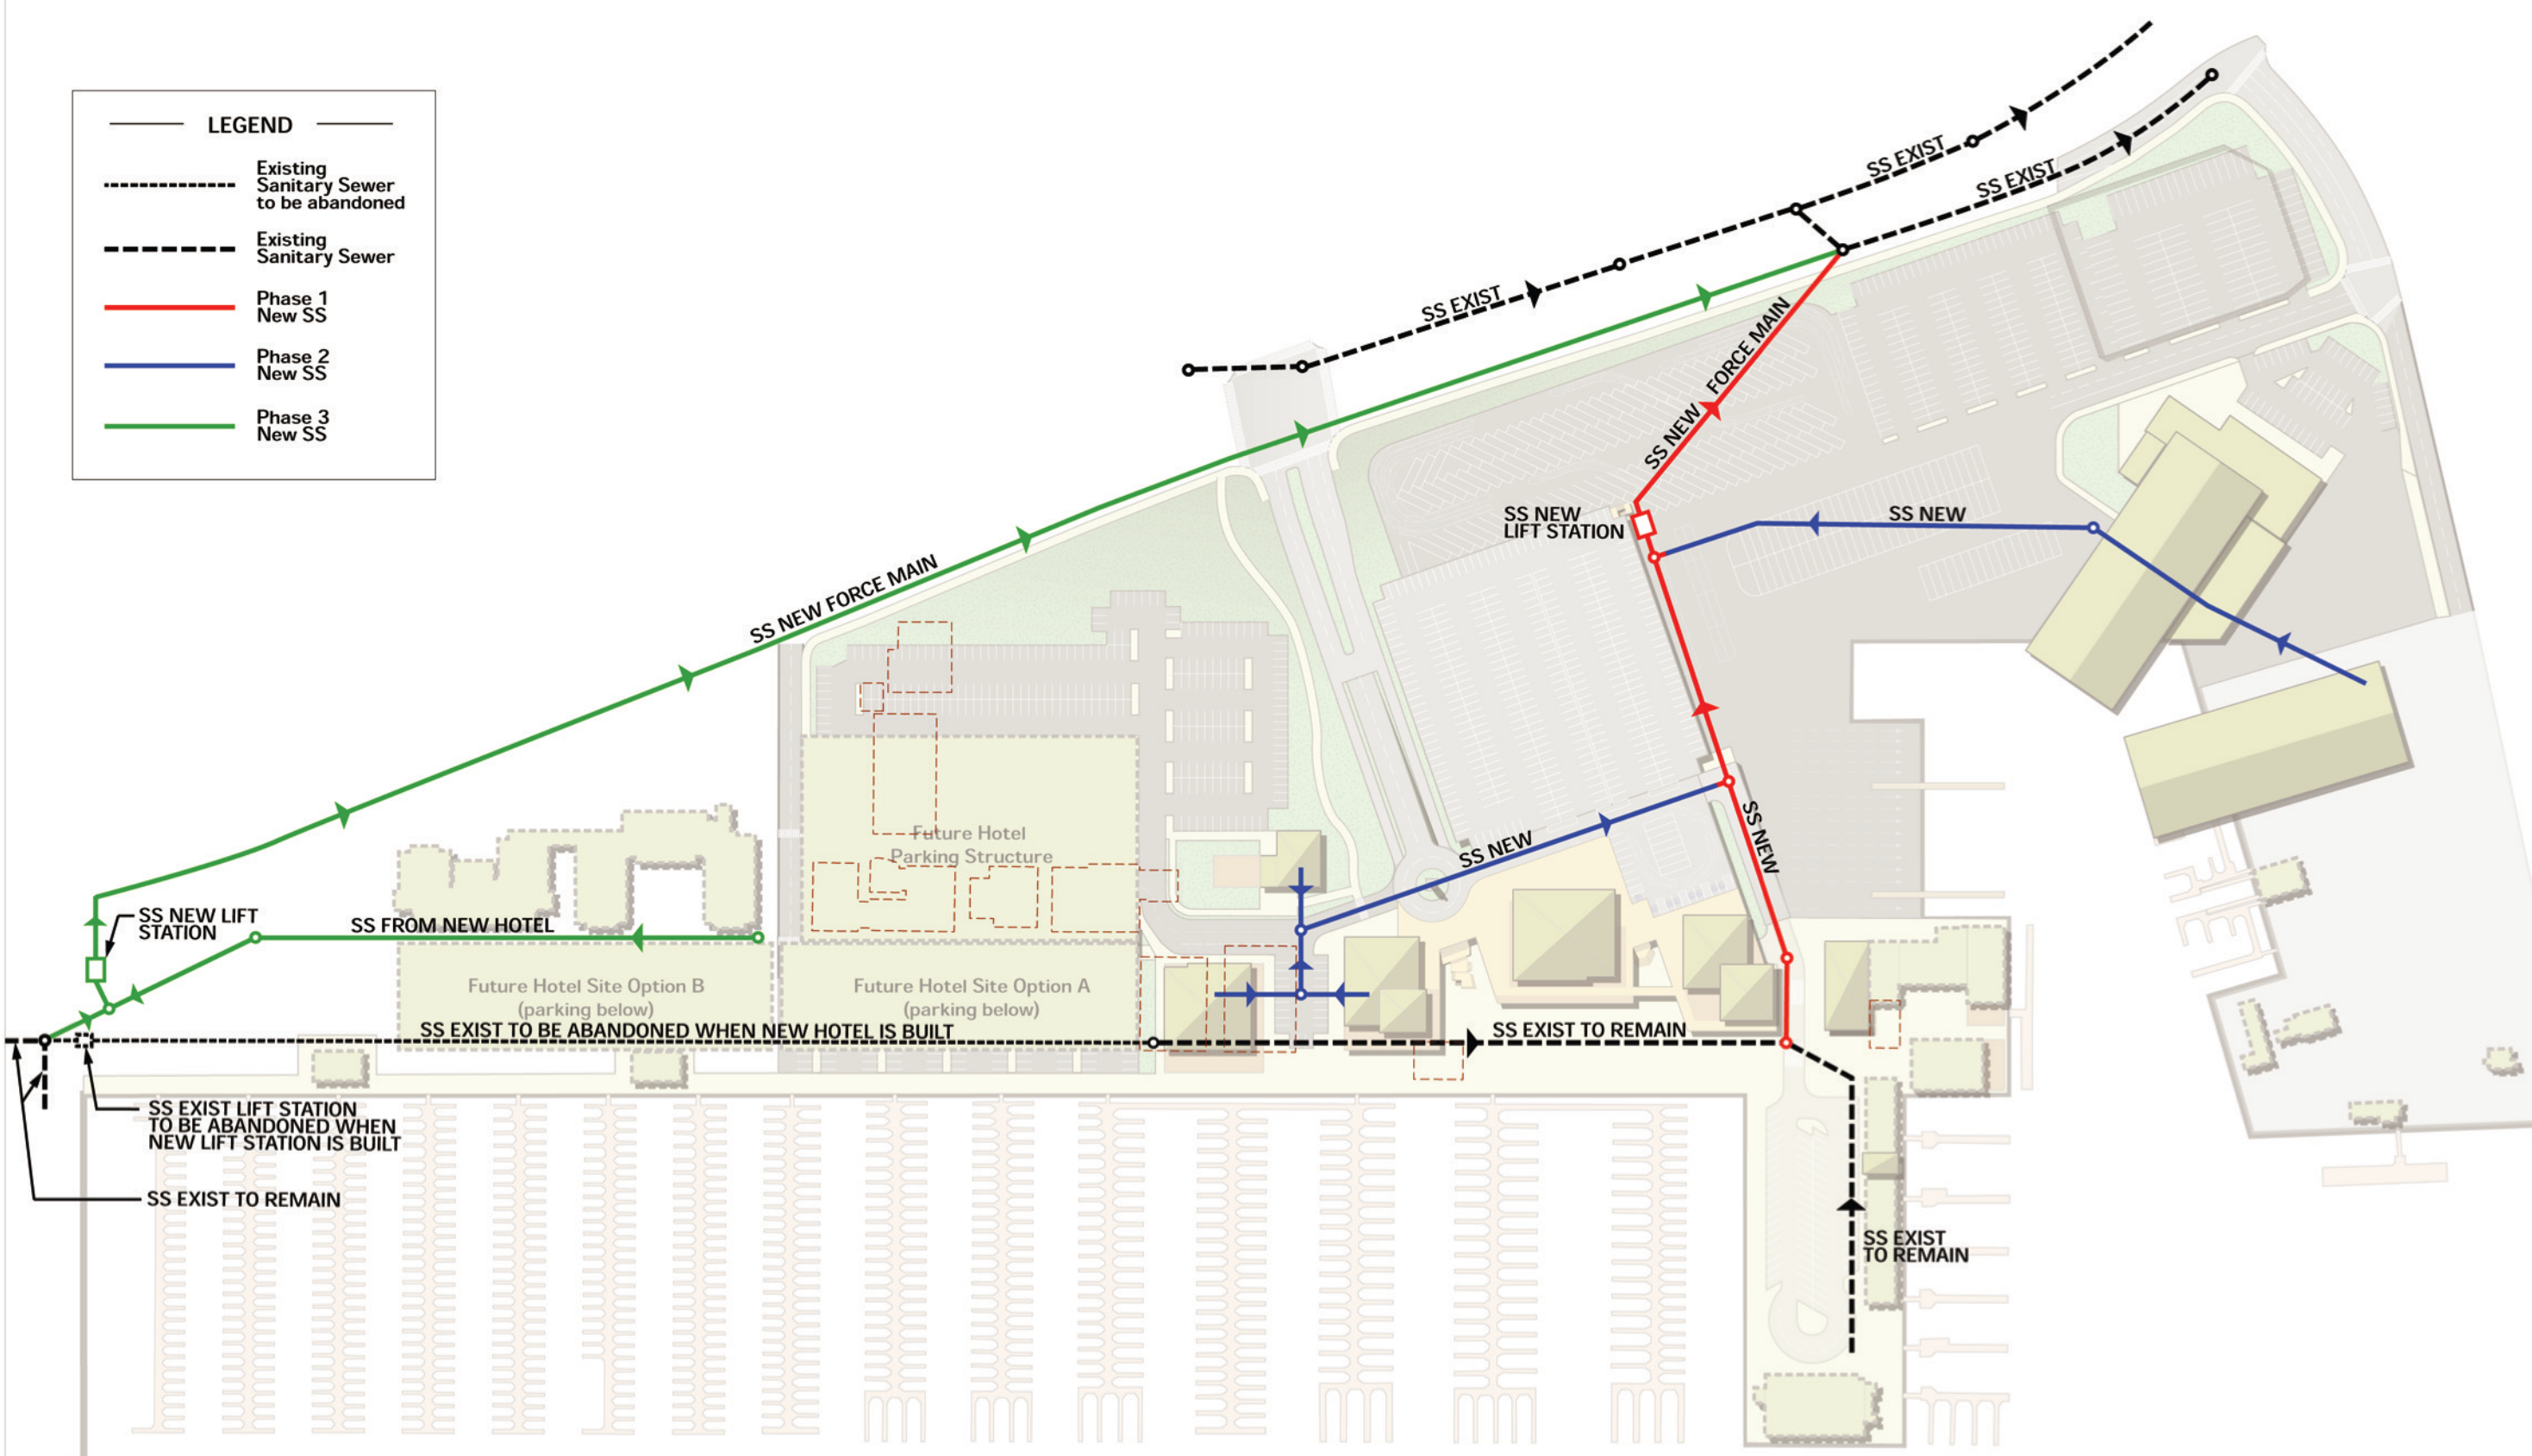 LEGEND
Existing
Sanitary Sewer
to be abandoned
Existing
Sanitary Sewer
Phase 1
New SS
Phase 2
New SS
Phase 3
New SS
SS EXIST
SS EXIST
SS EXIST
SS NEW FORCE MAIN
SS NEW
LIFT STATION
SS NEW
SS NEW FORCE MAIN
Future Hotel
Parking Structure
SS NEW
SS NEW
SS NEW LIFT
STATION
SS FROM NEW HOTEL
Future Hotel Site Option B
(parking below)
Future Hotel Site Option A
(parking below)
SS EXIST TO BE ABANDONED WHEN NEW HOTEL IS BUILT
SS EXIST TO REMAIN
SS EXIST LIFT STATION
TO BE ABANDONED WHEN
NEW LIFT STATION IS BUILT
SS EXIST TO REMAIN
SS EXIST
TO REMAIN